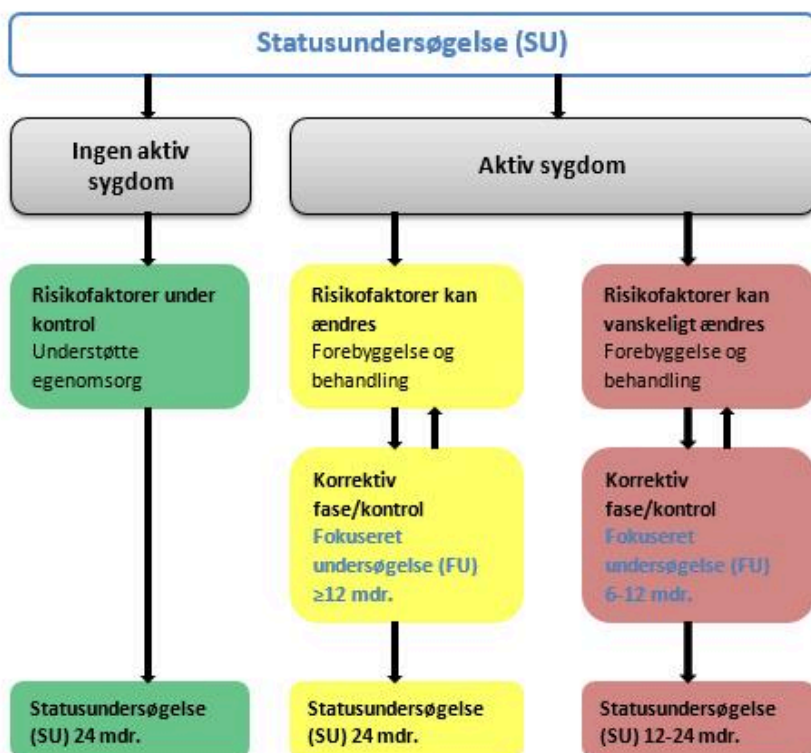 Statusundersøgelse (SU)
Ingen aktiv
sygdom
Aktiv sygdom
Risikofaktorer under
kontrol
Understøtte
egenomsorg
Risikofaktorer kan
ændres
Forebyggelse og
behandling
Risikofaktorer kan
vanskeligt ændres
Forebyggelse og
behandling
Korrektiv
fase/kontrol
Fokuseret
undersøgelse (FU)
≥12 mdr.
Korrektiv
fase/kontrol
Fokuseret
undersøgelse (FU)
6-12 mdr.
Statusundersøgelse
(SU) 24 mdr.
Statusundersøgelse
(SU) 24 mdr.
Statusundersøgelse
(SU) 12-24 mdr.